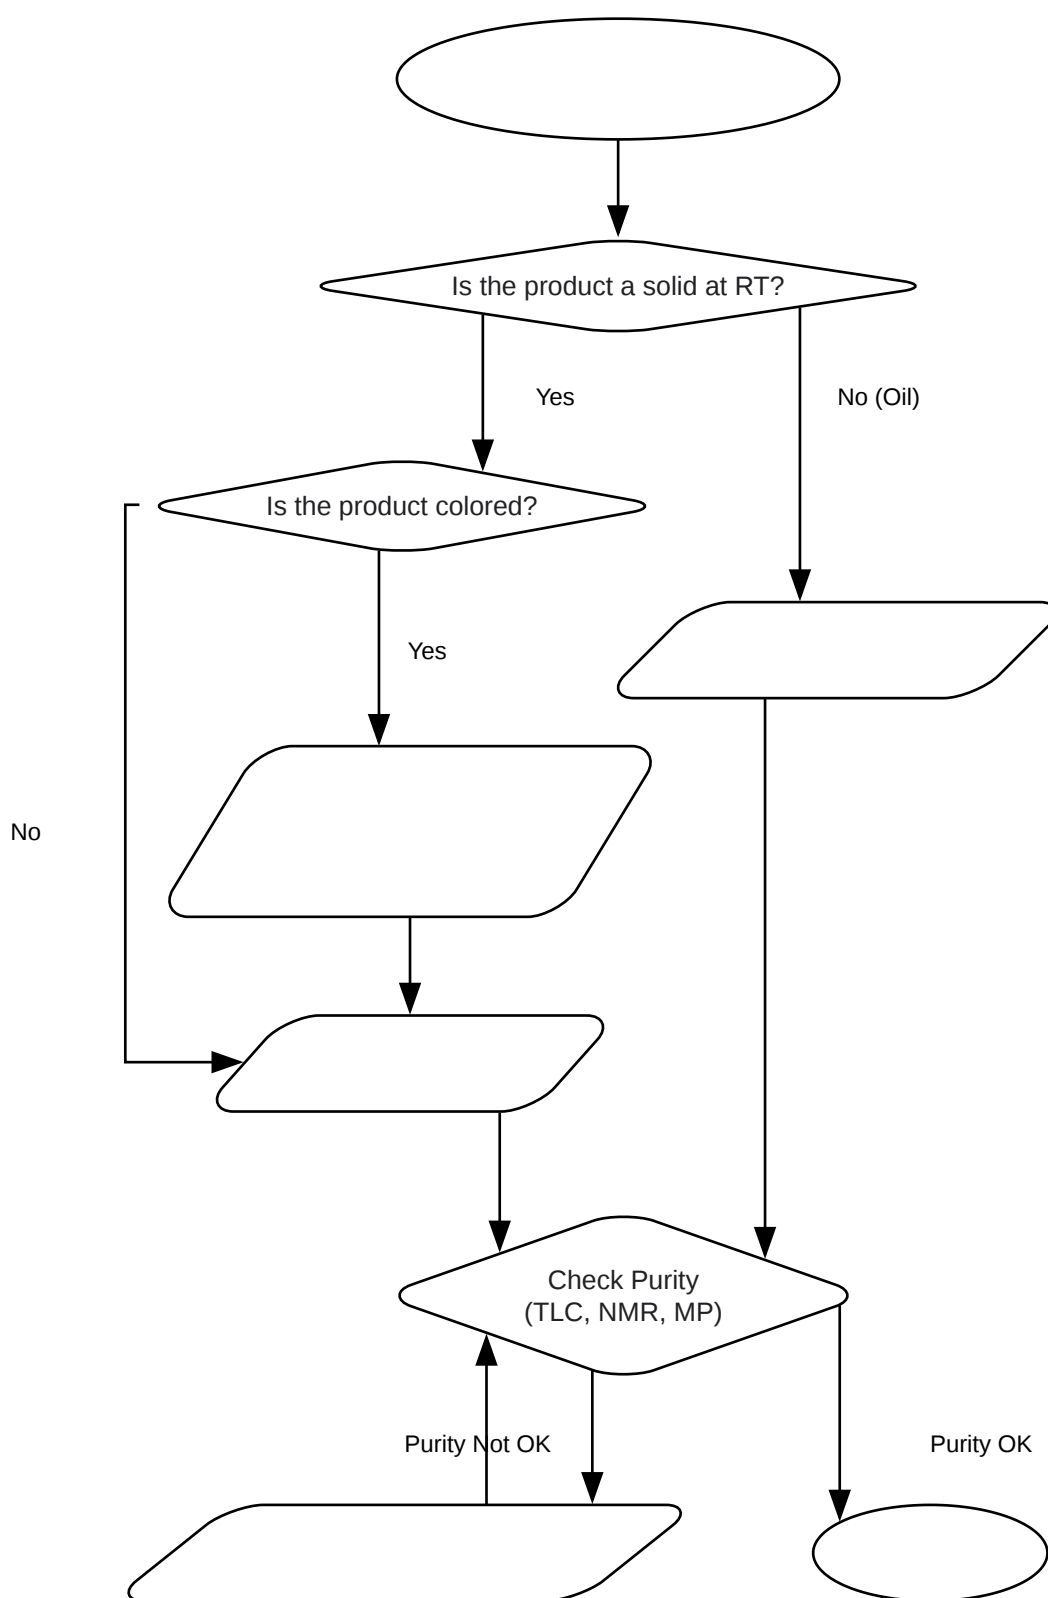 Is the product a solid at RT?
Yes
No (Oil)
Is the product colored?
Yes
No
Check Purity
(TLC, NMR, MP)
Purity Not OK
Purity OK